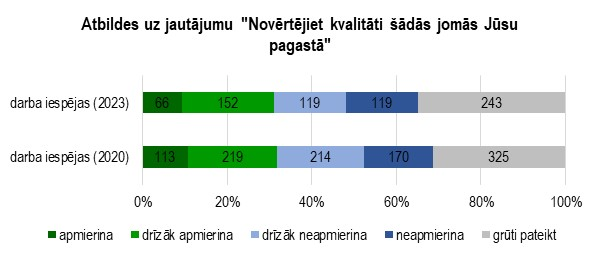 Atbildes uz jautājumu "Novērtējiet kvalitāti šādās jomās Jūsu
pagastā"
darba iespējas (2023) 66 152 119 119 243
darba iespējas (2020) 113 219 214 170 325
0% 20% 40% 60% 80% 100%
apmierina drīzāk apmierina drīzāk neapmierina neapmierina grūti pateikt